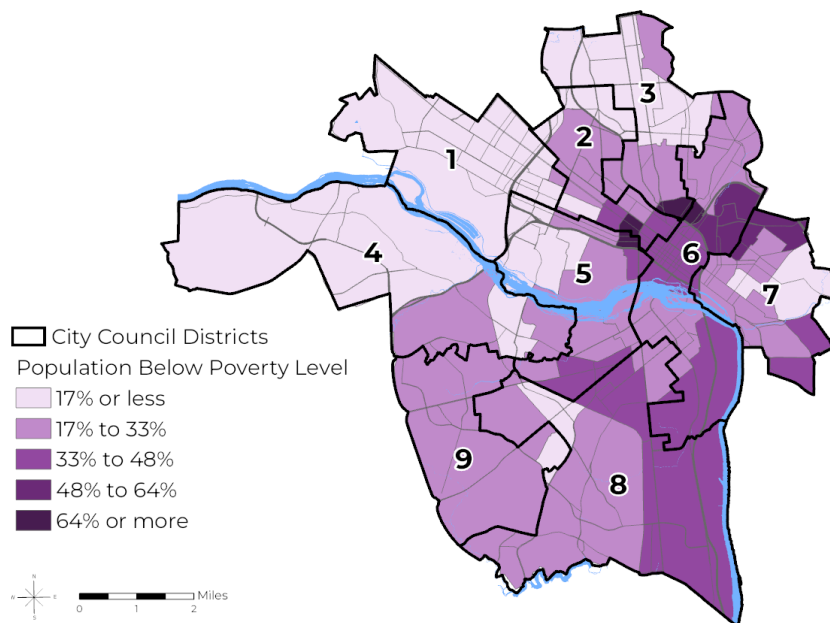 3
2
1
6
4
5
7
City Council Districts
Population Below Poverty Level
17% or less
17% to 33%
33% to 48%
9
48% to 64%
8
64% or more
N
W E
S
Miles
0 1 2